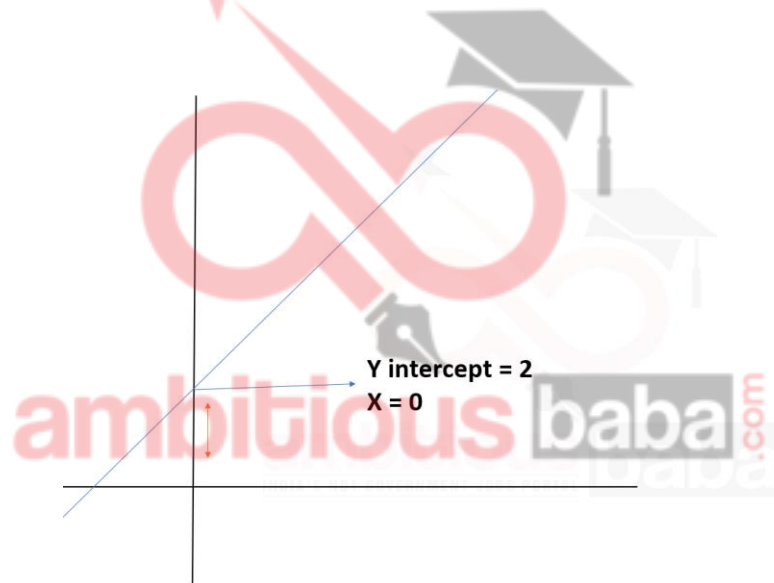 Y intercept = 2
X = 0
ambitious baba .com